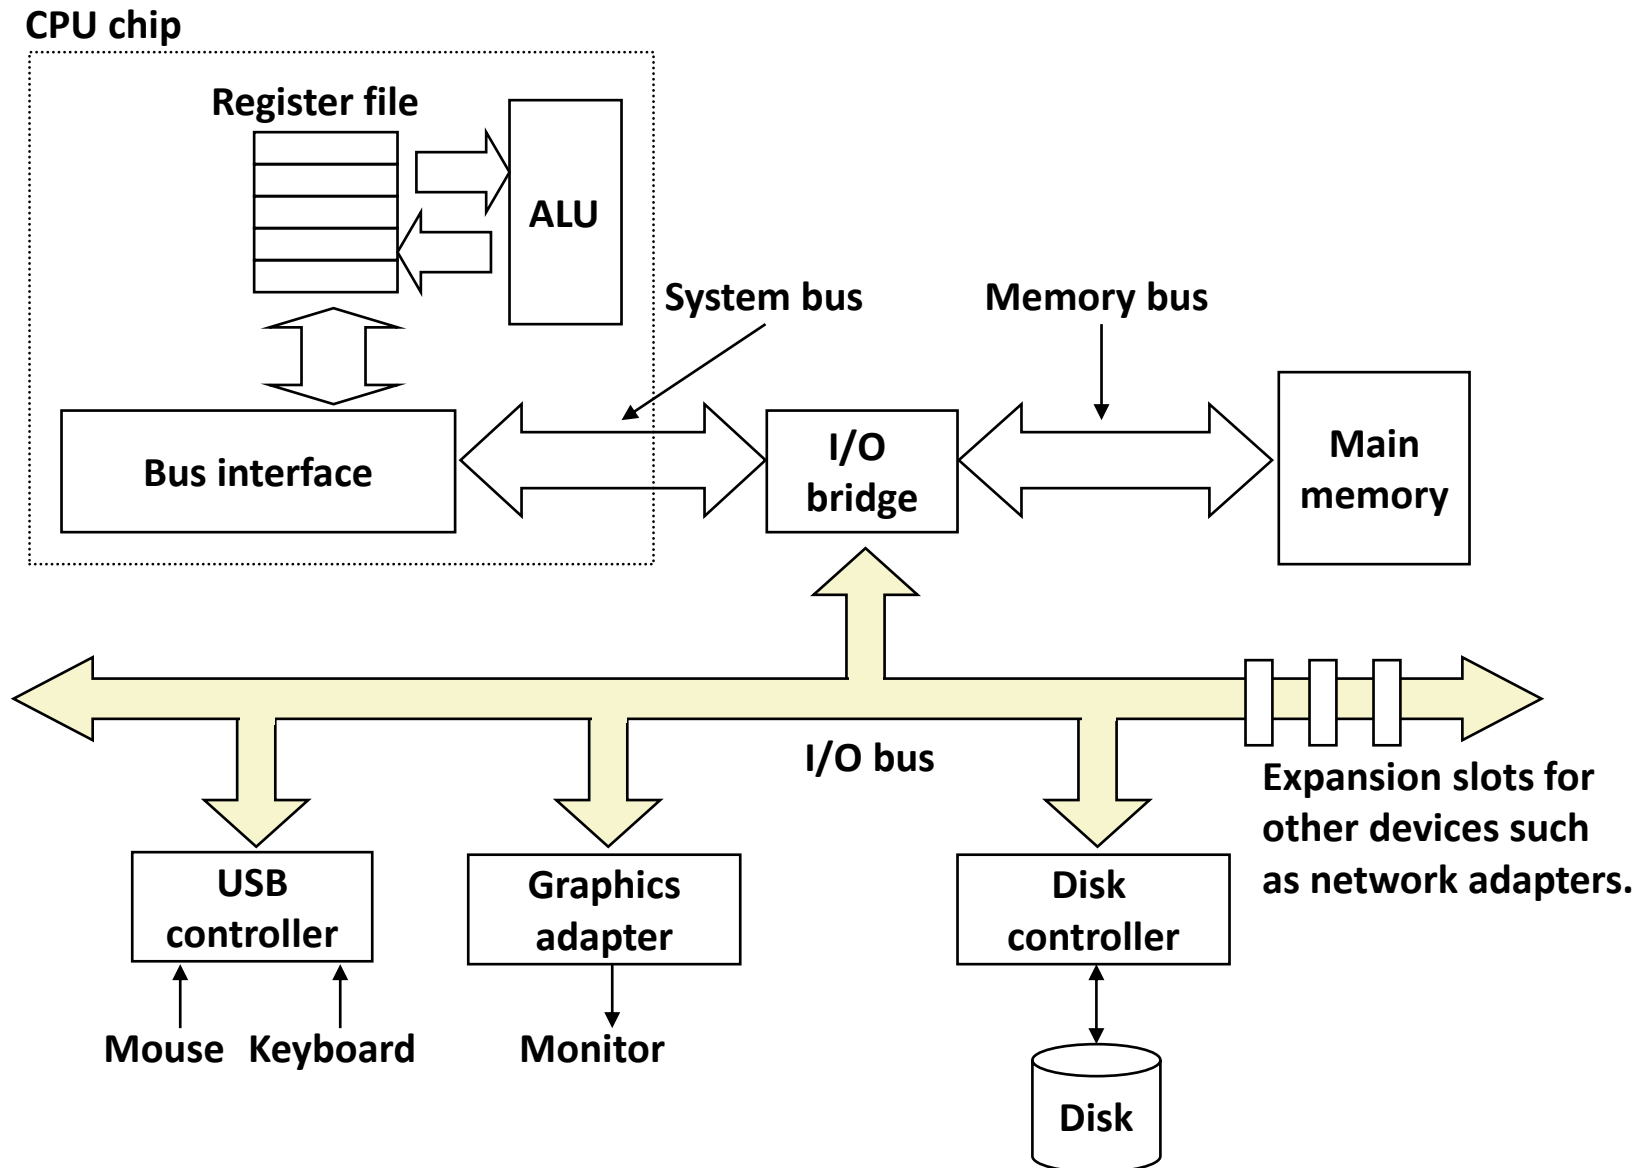 CPU chip
Register file
ALU
System bus
Memory bus
Bus interface
I/O
bridge
Main
memory
I/O bus
Expansion slots for
other devices such
as network adapters.
USB
controller
Graphics
adapter
Disk
controller
Mouse
Keyboard
Monitor
Disk